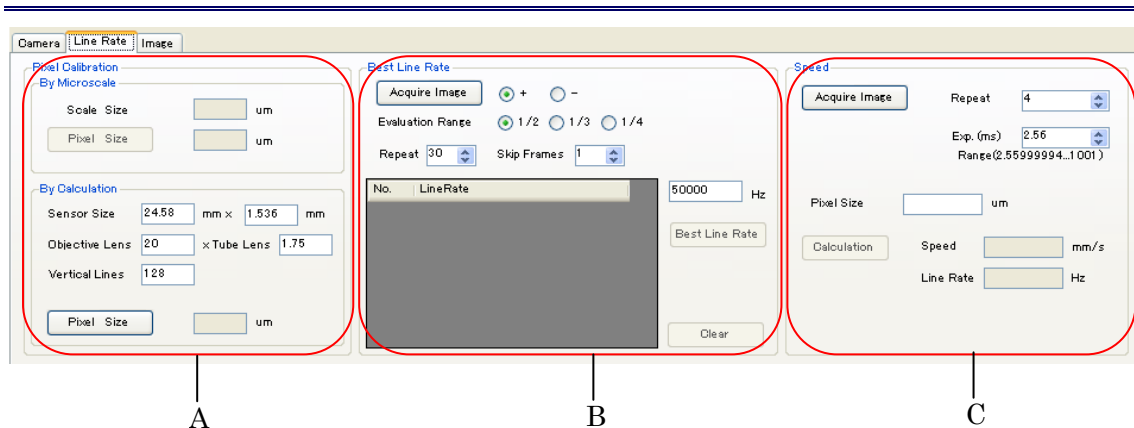 Camera Line Rate Image
Pixel Calibration
By Microscale
Scale Size um
Pixel Size um
By Calculation
Sensor Size 24.58 mm x 1.536 mm
Objective Lens 20 x Tube Lens 1.75
Vertical Lines 128
Pixel Size um
Best Line Rate
Acquire Image + -
Evaluation Range 1/2 1/3 1/4
Repeat 30 Skip Frames 1
No. LineRate
50000 Hz
Best Line Rate
Clear
Speed
Acquire Image Repeat 4
Exp. (ms) 2.56
Range(2.55999994...1001)
Pixel Size um
Calculation Speed mm/s
Line Rate Hz
A B C